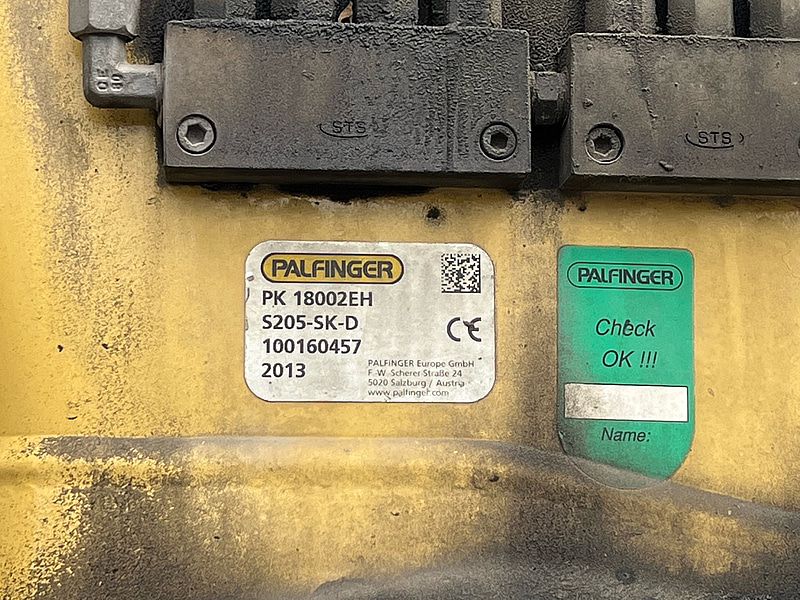 STS
STS
PALFINGER
PK 18002EH
S205-SK-D
100160457
2013
CE
PALFINGER Europe GmbH
F.-W.-Scherer-Straße 24
5020 Salzburg / Austria
www.palfinger.com
PALFINGER
Check
OK !!!
Name: